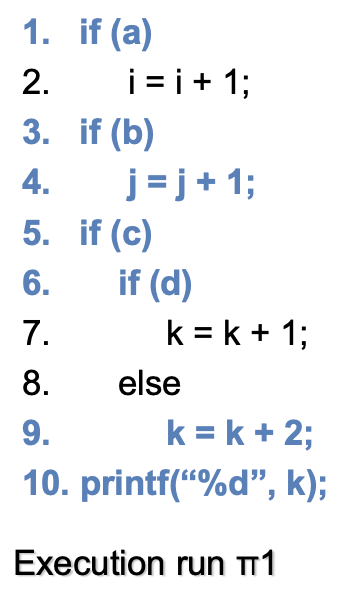 1. if (a)
2. i = i + 1;
3. if (b)
4. j = j + 1;
5. if (c)
6. if (d)
7. k = k + 1;
8. else
9. k = k + 2;
10. printf(“%d”, k);
Execution run π1